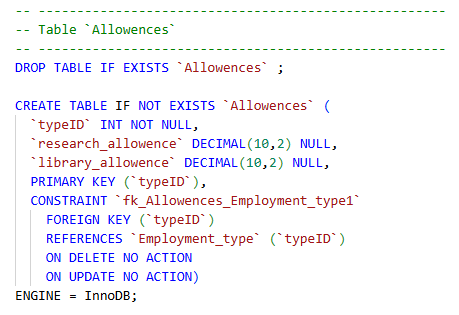 -- -----------------------------------------------------
-- Table `Allowences`
-- -----------------------------------------------------
DROP TABLE IF EXISTS `Allowences` ;

CREATE TABLE IF NOT EXISTS `Allowences` (
  `typeID` INT NOT NULL,
  `research_allowence` DECIMAL(10,2) NULL,
  `library_allowence` DECIMAL(10,2) NULL,
  PRIMARY KEY (`typeID`),
  CONSTRAINT `fk_Allowences_Employment_type1`
    FOREIGN KEY (`typeID`)
    REFERENCES `Employment_type` (`typeID`)
    ON DELETE NO ACTION
    ON UPDATE NO ACTION)
ENGINE = InnoDB;